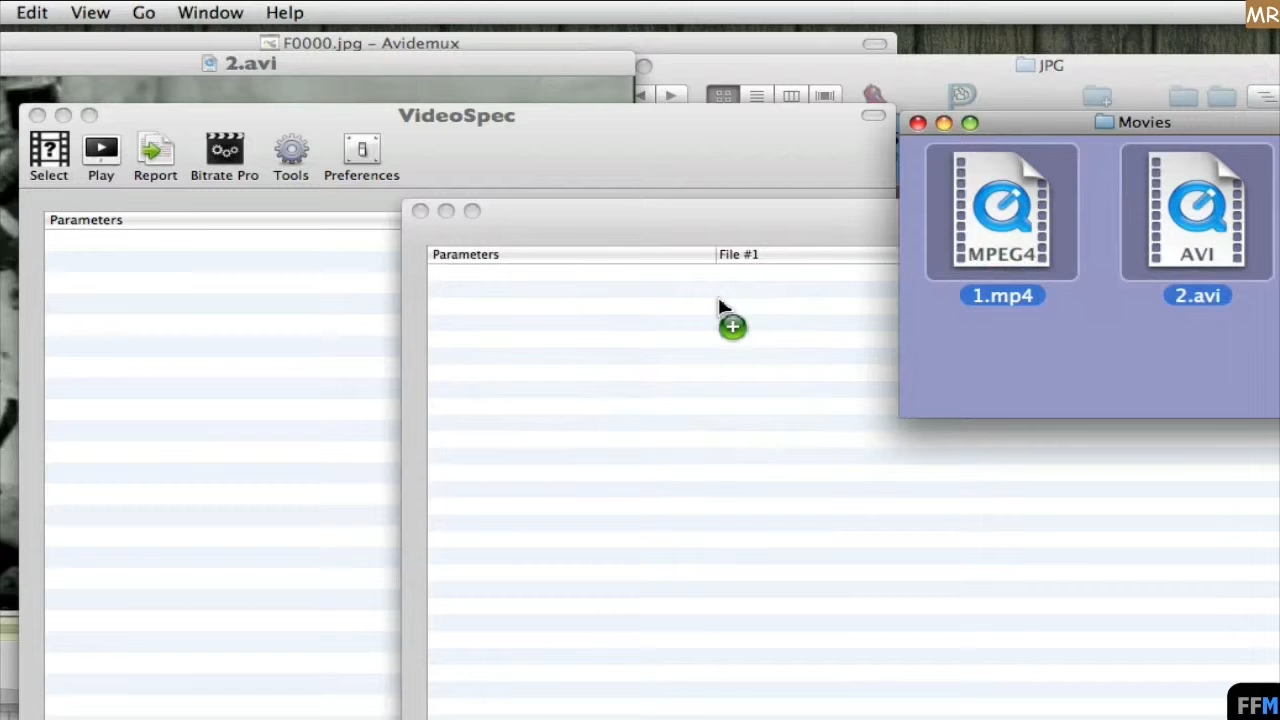 Edit View Go Window Help
MR
F0000.jpg – Avidemux
2.avi
JPG
VideoSpec
Movies
Select Play Report Bitrate Pro Tools Preferences
Parameters
Parameters File #1
MPEG4 AVI
1.mp4 2.avi
FFM